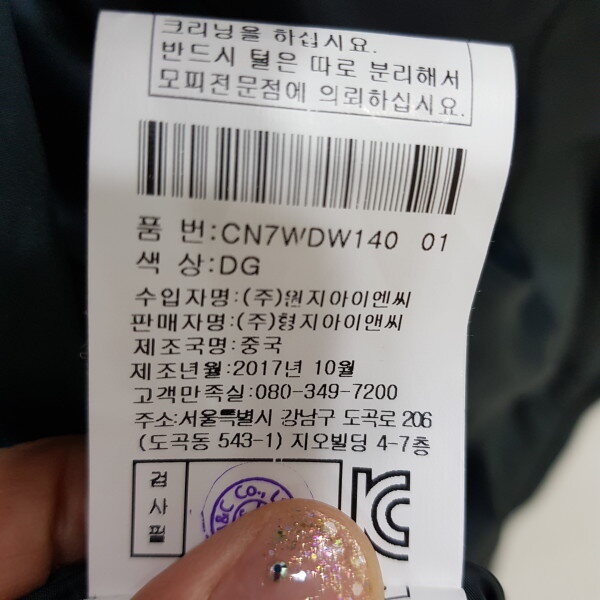 크리닝을 하십시요.
반드시 털은 따로 분리해서
모피전문점에 의뢰하십시요.
품 번:CN7WDW140 01
색 상:DG
수입자명:(주)원지아이엔씨
판매자명:(주)형지아이앤씨
제조국명:중국
제조년월:2017년 10월
고객만족실:080-349-7200
주소:서울특별시 강남구 도곡로 206
(도곡동 543-1) 지오빌딩 4-7층
검사필
&C Co.,